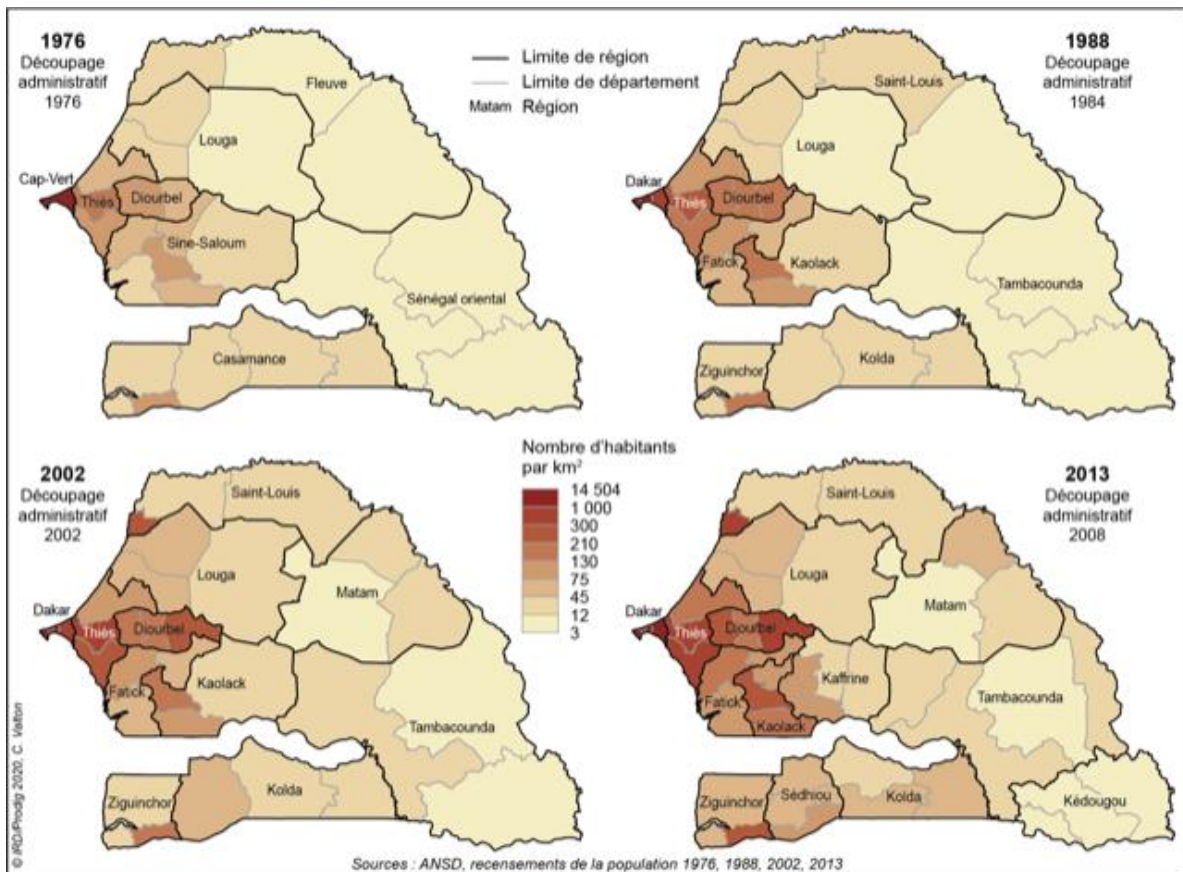 1976
Découpage
administratif
1976
Fleuve
Louga
Cap-Vert
Thiès
Diourbel
Sine-Saloum
Sénégal oriental
Casamance
Limite de région
Limite de département
Matam Région
1988
Découpage
administratif
1984
Saint-Louis
Louga
Dakar
Thiès
Diourbel
Fatick
Kaolack
Tambacounda
Ziguinchor
Kolda
2002
Découpage
administratif
2002
Saint-Louis
Louga
Matam
Dakar
Thiès
Diourbel
Fatick
Kaolack
Tambacounda
Ziguinchor
Kolda
Nombre d'habitants
par km²
14 504
1 000
300
210
130
75
45
12
3
2013
Découpage
administratif
2008
Saint-Louis
Louga
Matam
Dakar
Thiès
Diourbel
Fatick
Kaffrine
Kaolack
Tambacounda
Ziguinchor
Sédhiou
Kolda
Kédougou
© IRD/Prodig 2020, C. Valton
Sources : ANSD, recensements de la population 1976, 1988, 2002, 2013